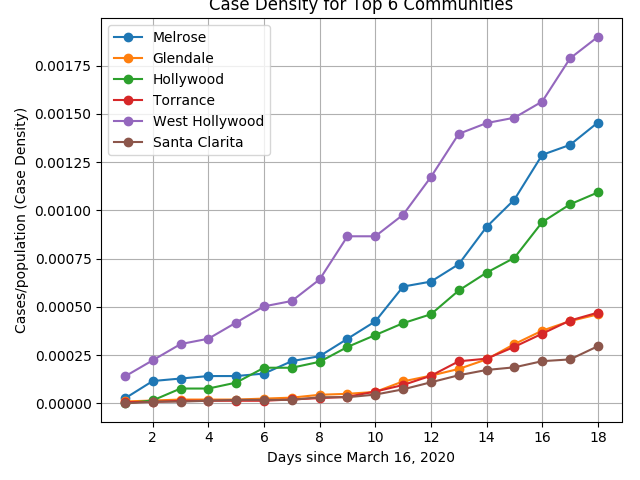 Case Density for Top 6 Communities
Melrose
Glendale
Hollywood
Torrance
West Hollywood
Santa Clarita
Cases/population (Case Density)
0.00175
0.00150
0.00125
0.00100
0.00075
0.00050
0.00025
0.00000
2 4 6 8 10 12 14 16 18
Days since March 16, 2020